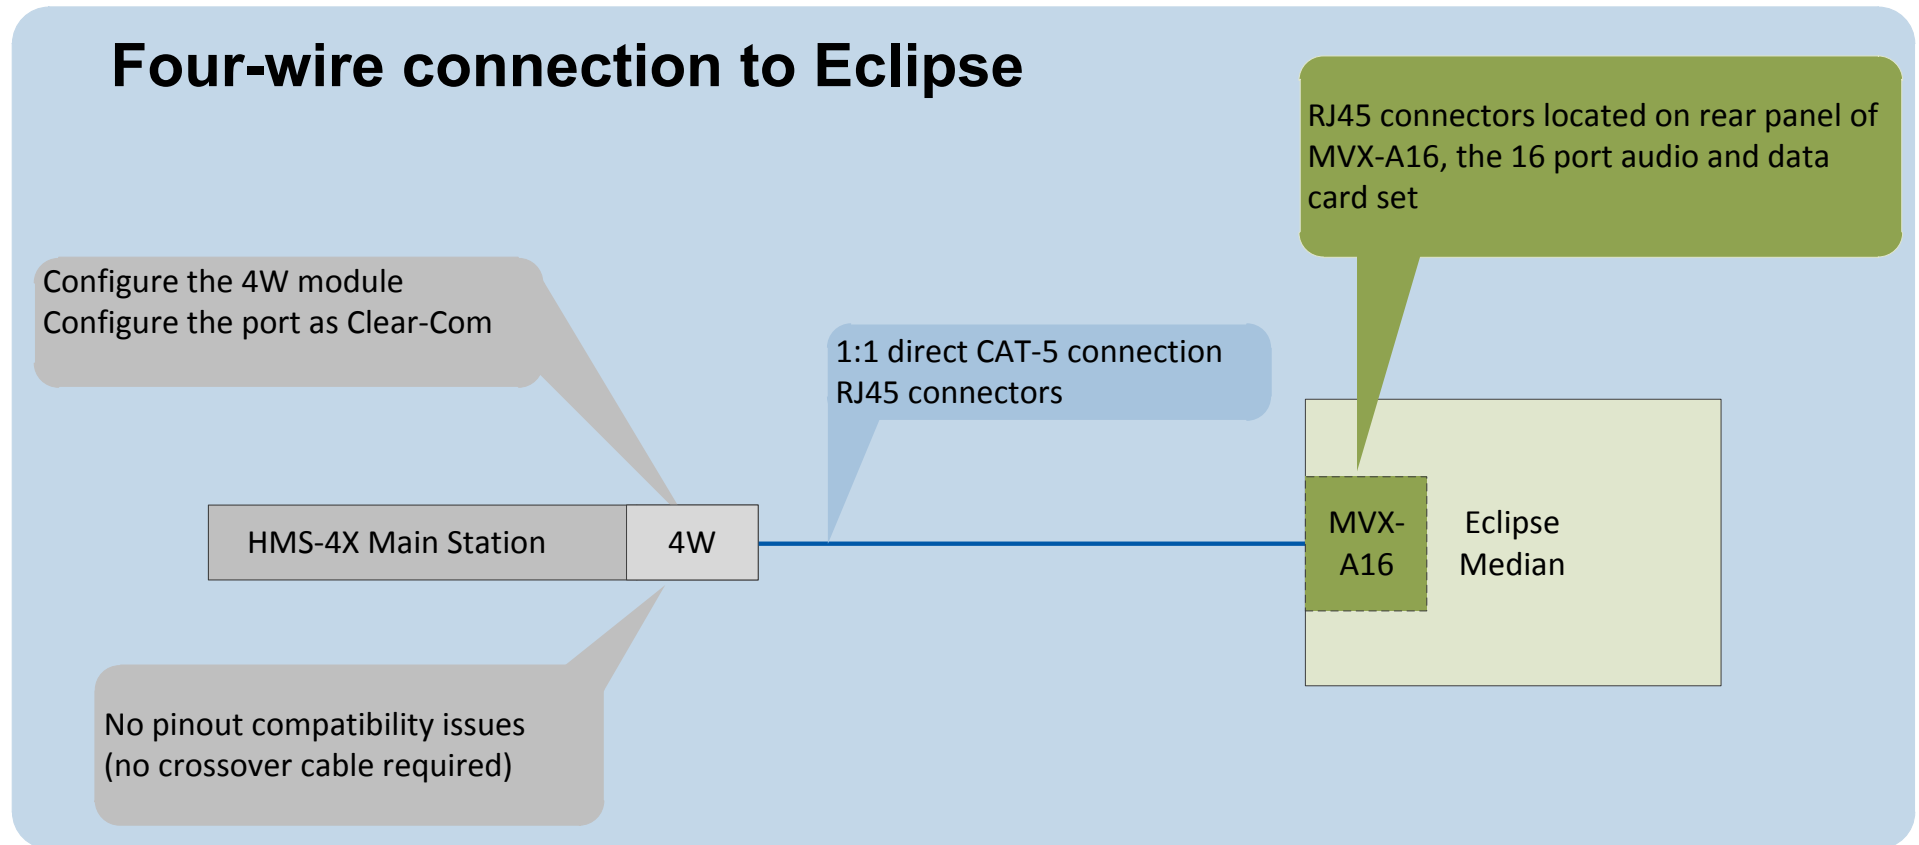 Four-wire connection to Eclipse
RJ45 connectors located on rear panel of
MVX-A16, the 16 port audio and data
card set
Configure the 4W module
Configure the port as Clear-Com
1:1 direct CAT-5 connection
RJ45 connectors
HMS-4X Main Station
4W
MVX-
A16
Eclipse
Median
No pinout compatibility issues
(no crossover cable required)